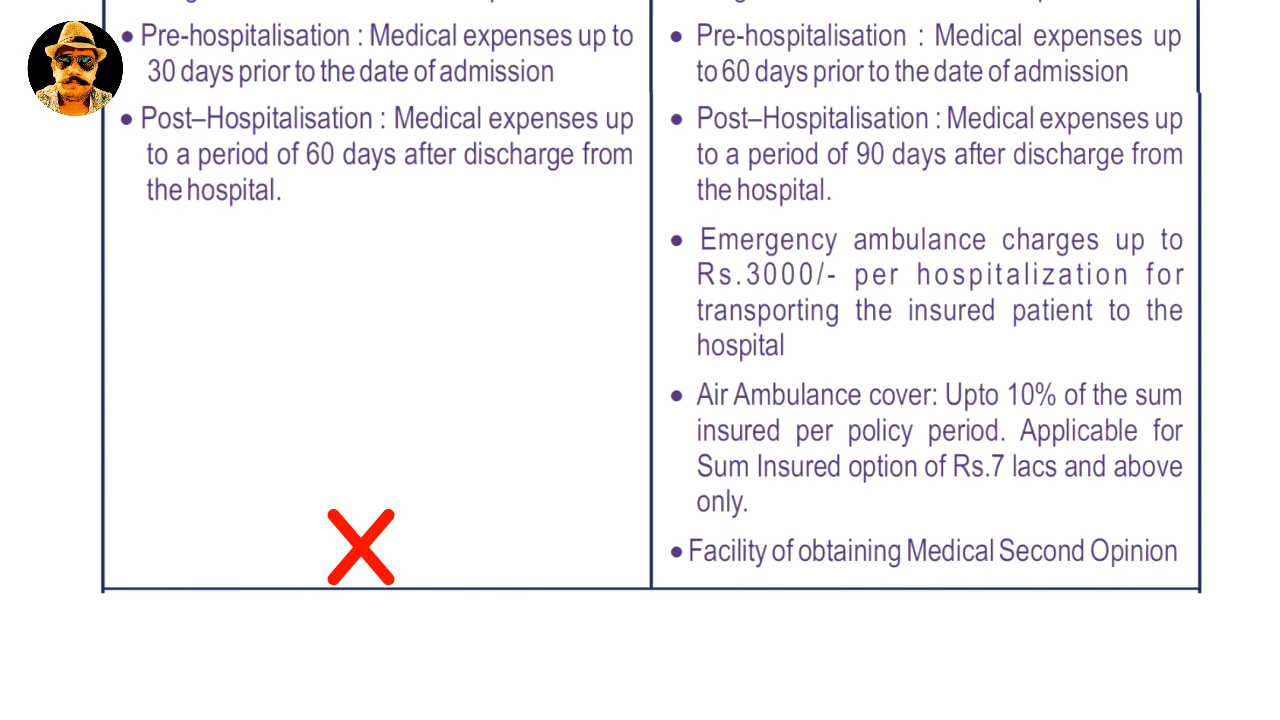 • Pre-hospitalisation : Medical expenses up to
30 days prior to the date of admission
• Post–Hospitalisation : Medical expenses up
to a period of 60 days after discharge from
the hospital.
• Pre-hospitalisation : Medical expenses up
to 60 days prior to the date of admission
• Post–Hospitalisation : Medical expenses up
to a period of 90 days after discharge from
the hospital.
• Emergency ambulance charges up to
Rs.3000/- per hospitalization for
transporting the insured patient to the
hospital
• Air Ambulance cover: Upto 10% of the sum
insured per policy period. Applicable for
Sum Insured option of Rs.7 lacs and above
only.
• Facility of obtaining Medical Second Opinion